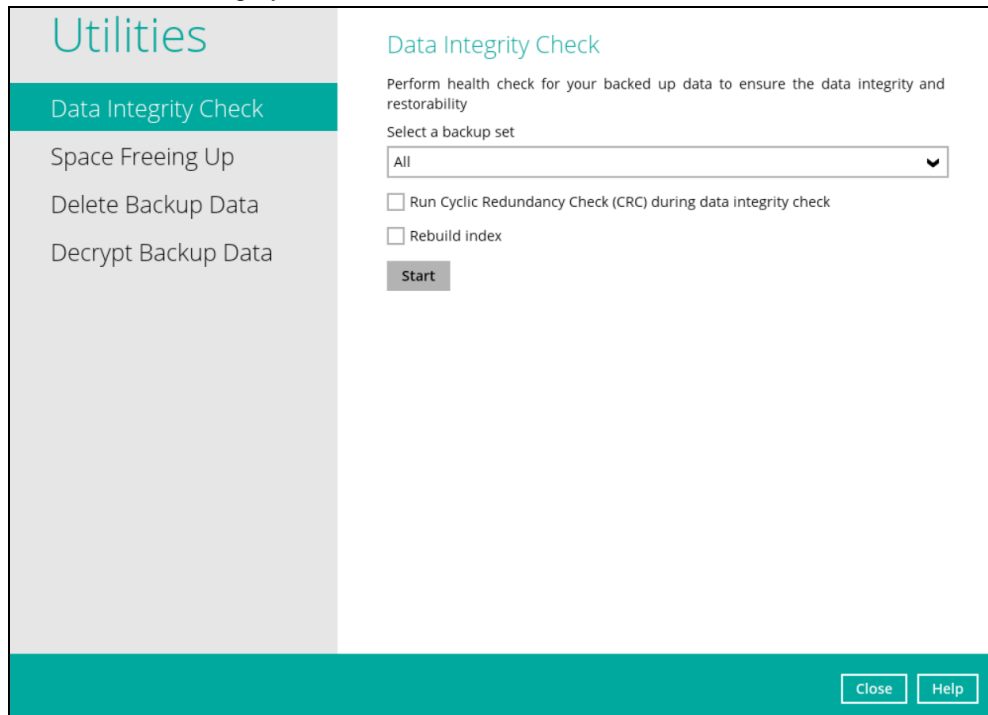 Utilities
Data Integrity Check
Space Freeing Up
Delete Backup Data
Decrypt Backup Data
Data Integrity Check
Perform health check for your backed up data to ensure the data integrity and
restorability
Select a backup set
All
Run Cyclic Redundancy Check (CRC) during data integrity check
Rebuild index
Start
Close
Help